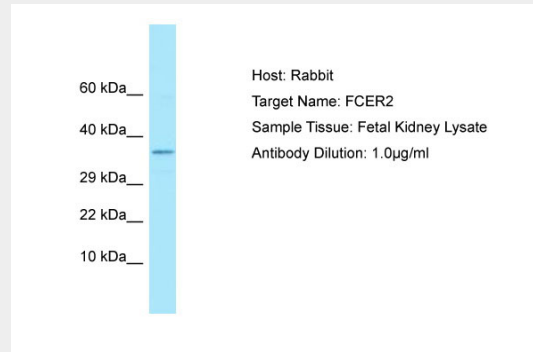 60 kDa__
40 kDa__
29 kDa__
22 kDa__
10 kDa__
Host: Rabbit
Target Name: FCER2
Sample Tissue: Fetal Kidney Lysate
Antibody Dilution: 1.0µg/ml